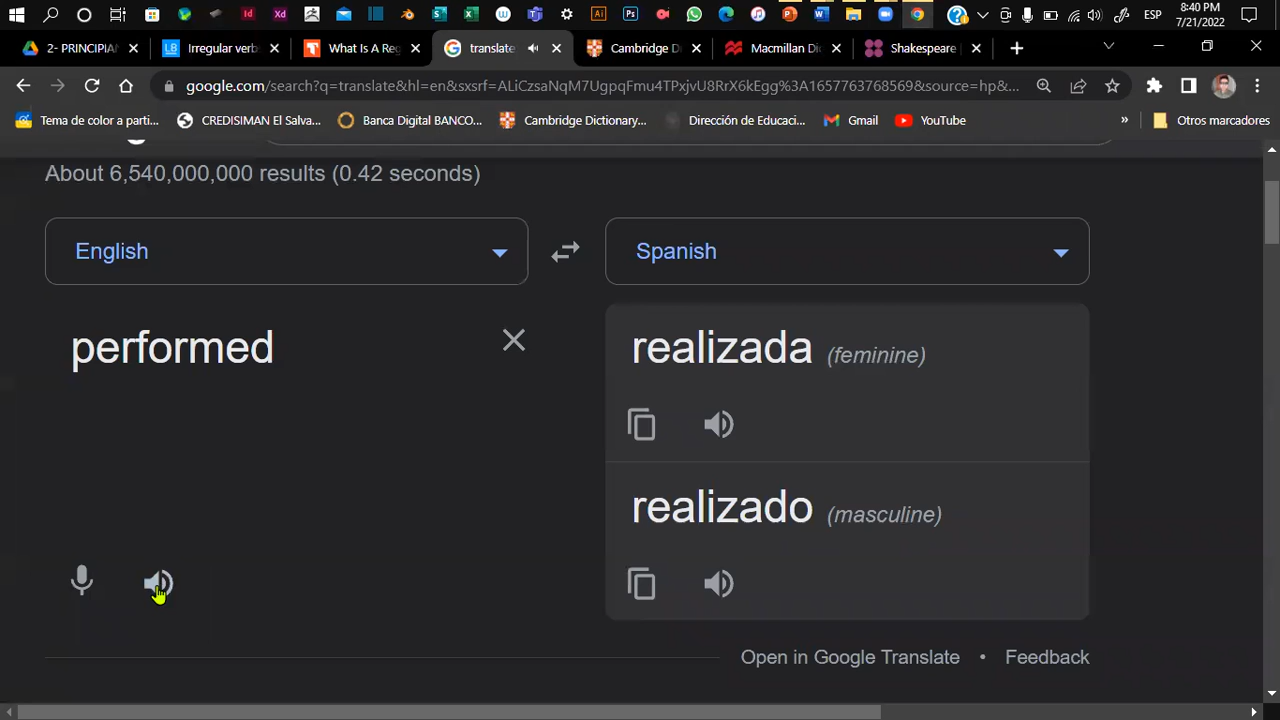 8:40 PM
ESP
7/21/2022
2- PRINCIPIAN
Irregular verb
What Is A Reg
translate
Cambridge D
Macmillan Di
Shakespeare
google.com/search?q=translate&hl=en&sxsrf=ALiCzsaNqM7UgpqFmu4TPxjvU8RrX6kEgg%3A1657763768569&source=hp&...
Tema de color a parti...
CREDISIMAN El Salva...
Banca Digital BANCO...
Cambridge Dictionary...
Dirección de Educaci...
Gmail
YouTube
»
Otros marcadores
About 6,540,000,000 results (0.42 seconds)
English
Spanish
performed
realizada (feminine)
realizado (masculine)
Open in Google Translate • Feedback